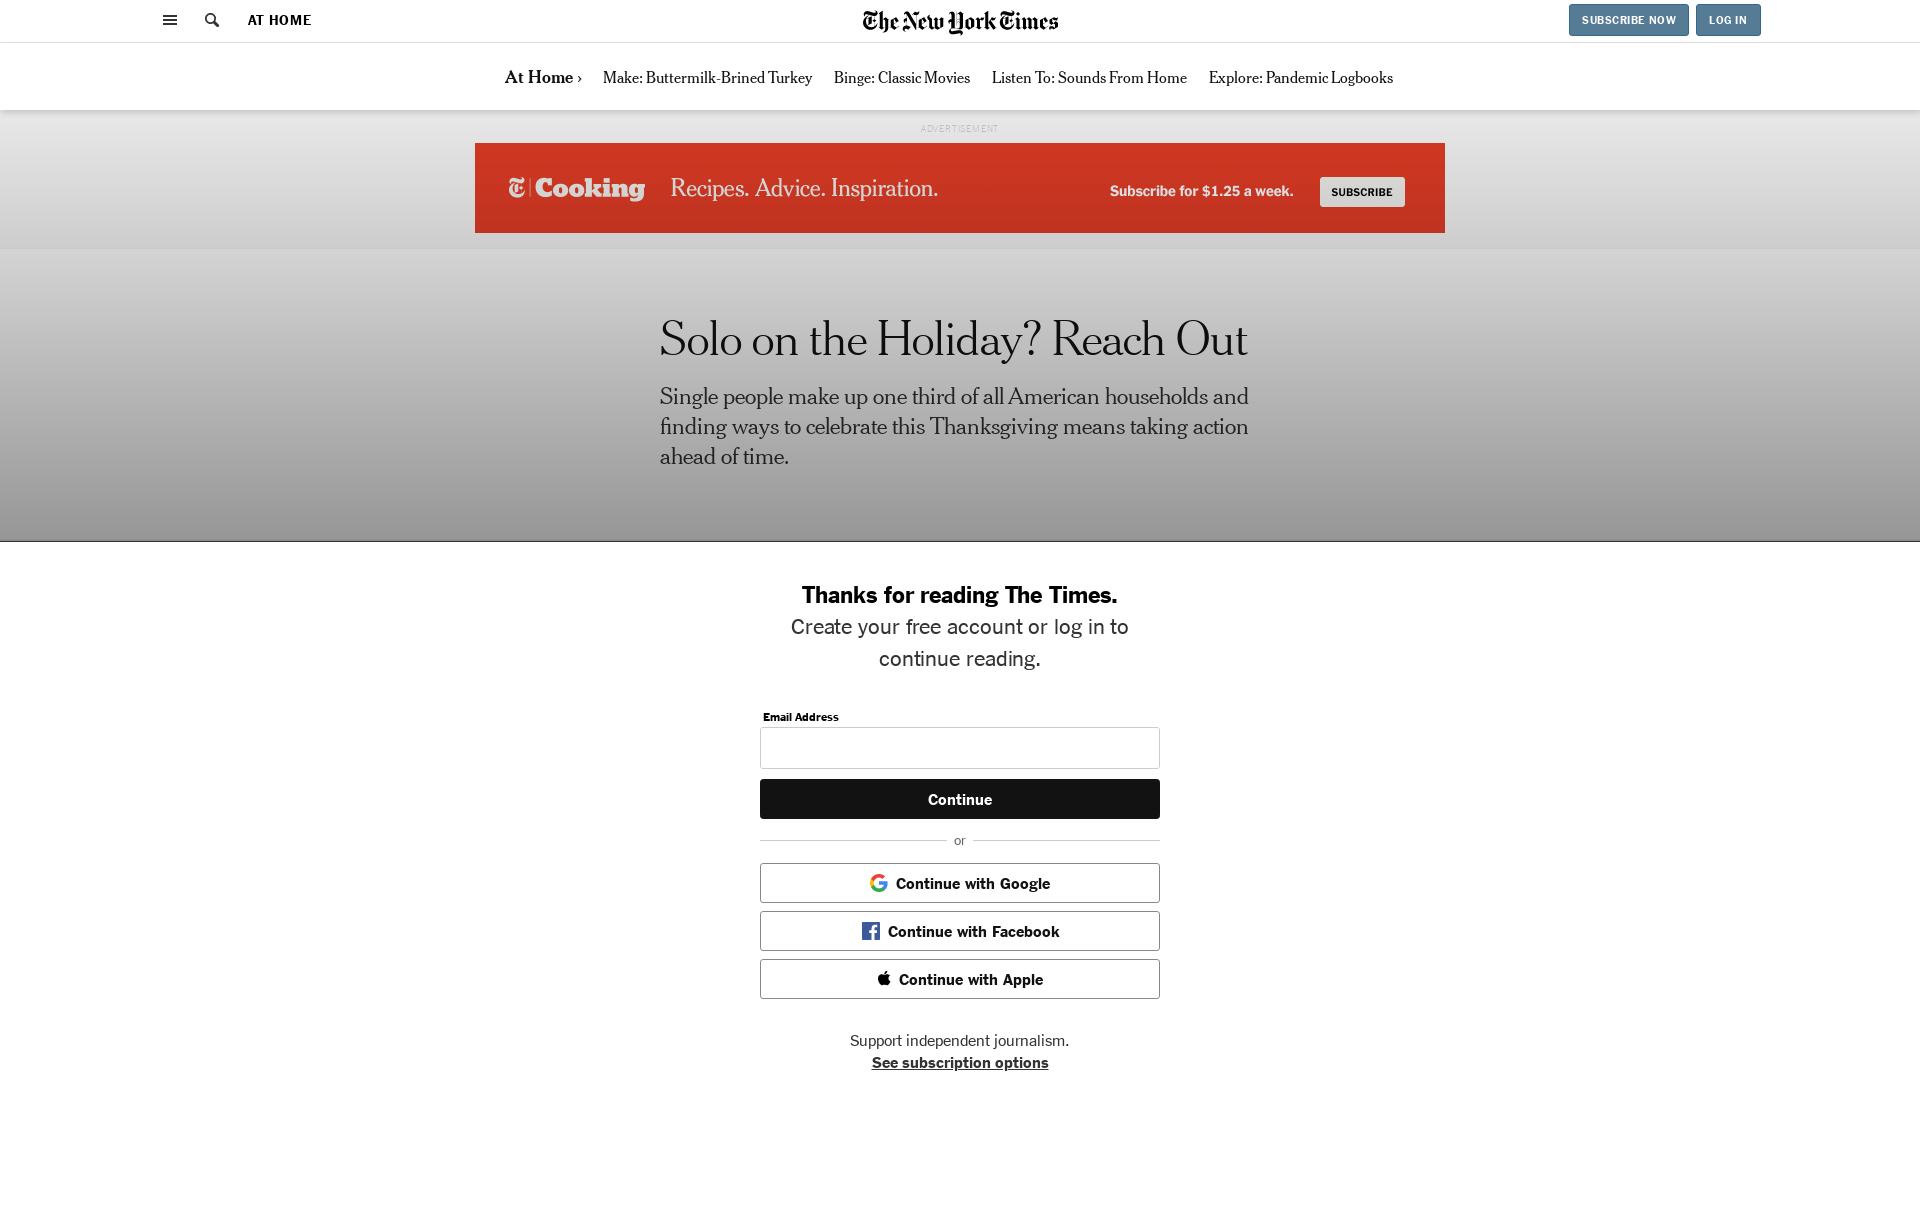 AT HOME
The New York Times
SUBSCRIBE NOW
LOG IN
At Home ›
Make: Buttermilk-Brined Turkey
Binge: Classic Movies
Listen To: Sounds From Home
Explore: Pandemic Logbooks
ADVERTISEMENT
Cooking
Recipes. Advice. Inspiration.
Subscribe for $1.25 a week.
SUBSCRIBE
Solo on the Holiday? Reach Out
Single people make up one third of all American households and
finding ways to celebrate this Thanksgiving means taking action
ahead of time.
Thanks for reading The Times.
Create your free account or log in to
continue reading.
Email Address
Continue
or
Continue with Google
Continue with Facebook
Continue with Apple
Support independent journalism.
See subscription options